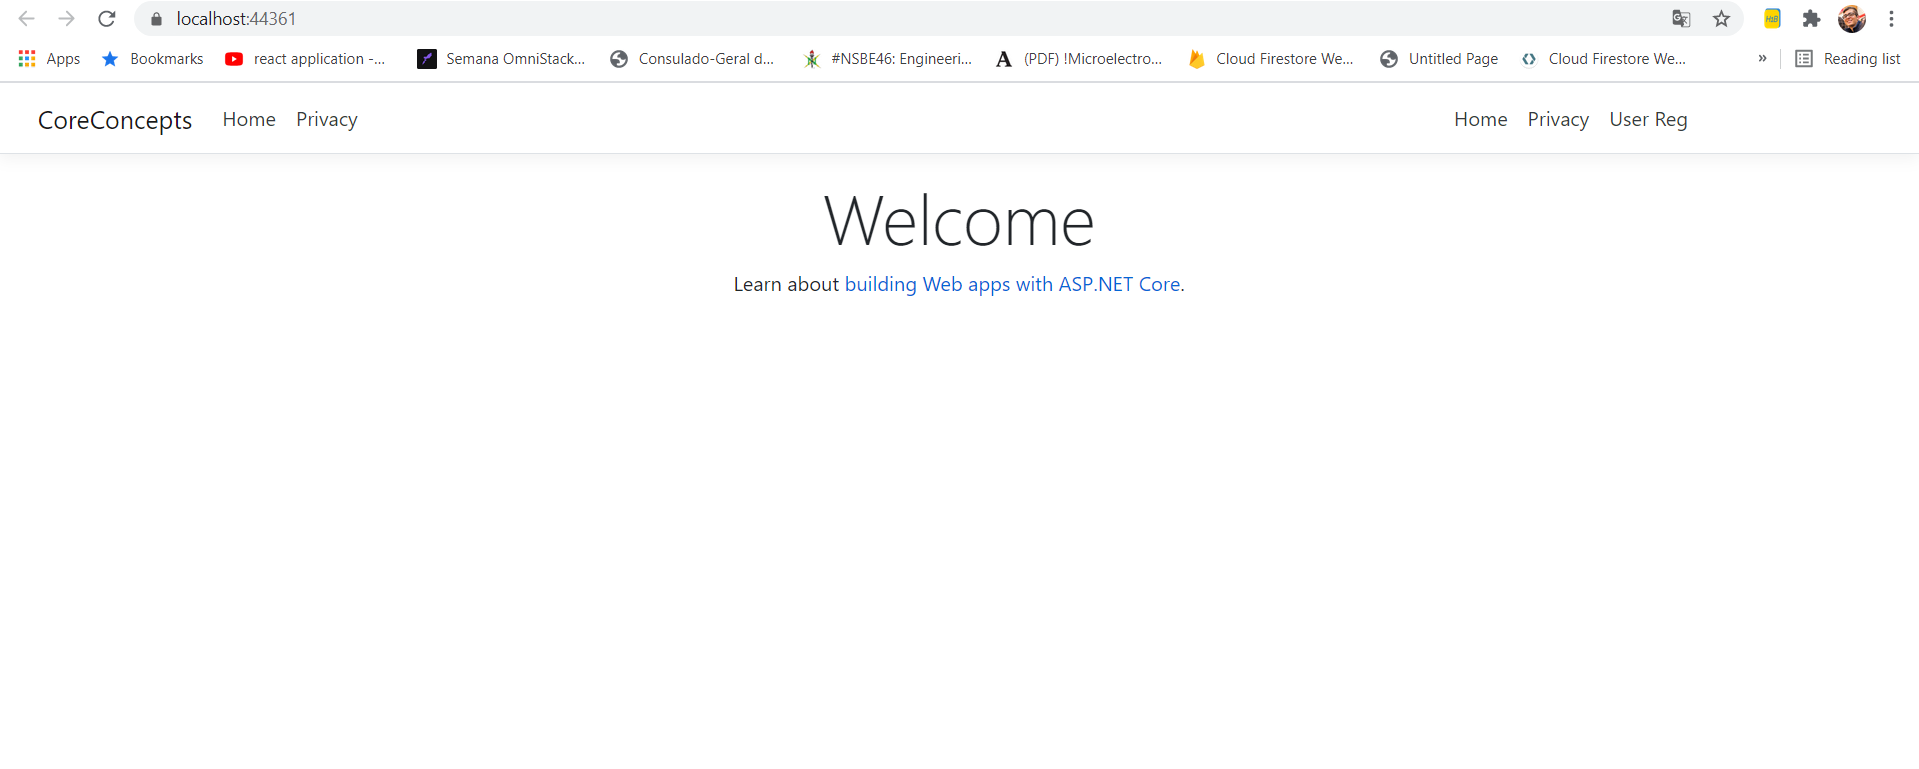 localhost:44361
Apps Bookmarks react application -... Semana OmniStack... Consulado-Geral d... #NSBE46: Engineeri... A (PDF) !Microelectro... Cloud Firestore We... Untitled Page Cloud Firestore We... » Reading list
CoreConcepts Home Privacy Home Privacy User Reg
Welcome
Learn about building Web apps with ASP.NET Core.